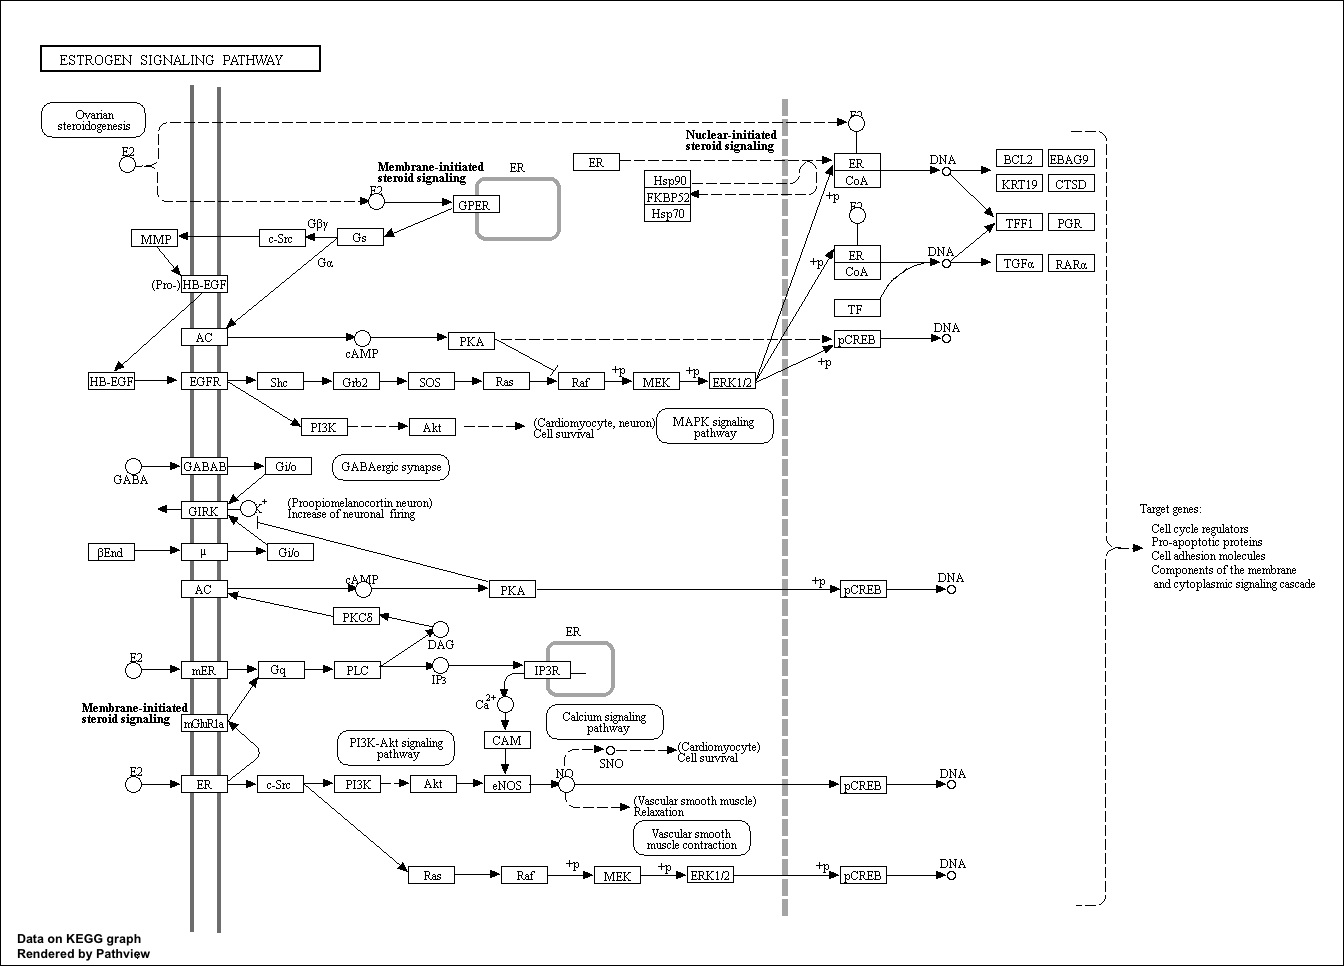 ESTROGEN SIGNALING PATHWAY
Ovarian
steroidogenesis
E2
E2
Nuclear-initiated
steroid signaling
Membrane-initiated
steroid signaling
ER
ER
ER
CoA
DNA
BCL2
EBAG9
Hsp90
FKBP52
Hsp70
KRT19
CTSD
E2
GPER
+p
E2
TFF1
PGR
MMP
c-Src
Gβγ
Gs
Gα
+p
ER
CoA
DNA
TGFα
RARα
(Pro-)
HB-EGF
TF
AC
cAMP
PKA
pCREB
DNA
+p
HB-EGF
EGFR
Shc
Grb2
SOS
Ras
Raf
+p
MEK
+p
ERK1/2
PI3K
Akt
(Cardiomyocyte, neuron)
Cell survival
MAPK signaling
pathway
GABA
GABAB
Gi/o
GABAergic synapse
GIRK
K+
(Proopiomelanocortin neuron)
Increase of neuronal firing
βEnd
μ
Gi/o
Target genes:
Cell cycle regulators
Pro-apoptotic proteins
Cell adhesion molecules
Components of the membrane
and cytoplasmic signaling cascade
AC
cAMP
PKA
+p
pCREB
DNA
PKCδ
DAG
ER
E2
mER
Gq
PLC
IP3
IP3R
Membrane-initiated
steroid signaling
mGluR1a
Ca2+
Calcium signaling
pathway
CAM
PI3K-Akt signaling
pathway
SNO
(Cardiomyocyte)
Cell survival
E2
ER
c-Src
PI3K
Akt
eNOS
NO
pCREB
DNA
(Vascular smooth muscle)
Relaxation
Vascular smooth
muscle contraction
Ras
Raf
+p
MEK
+p
ERK1/2
+p
pCREB
DNA
Data on KEGG graph
Rendered by Pathview